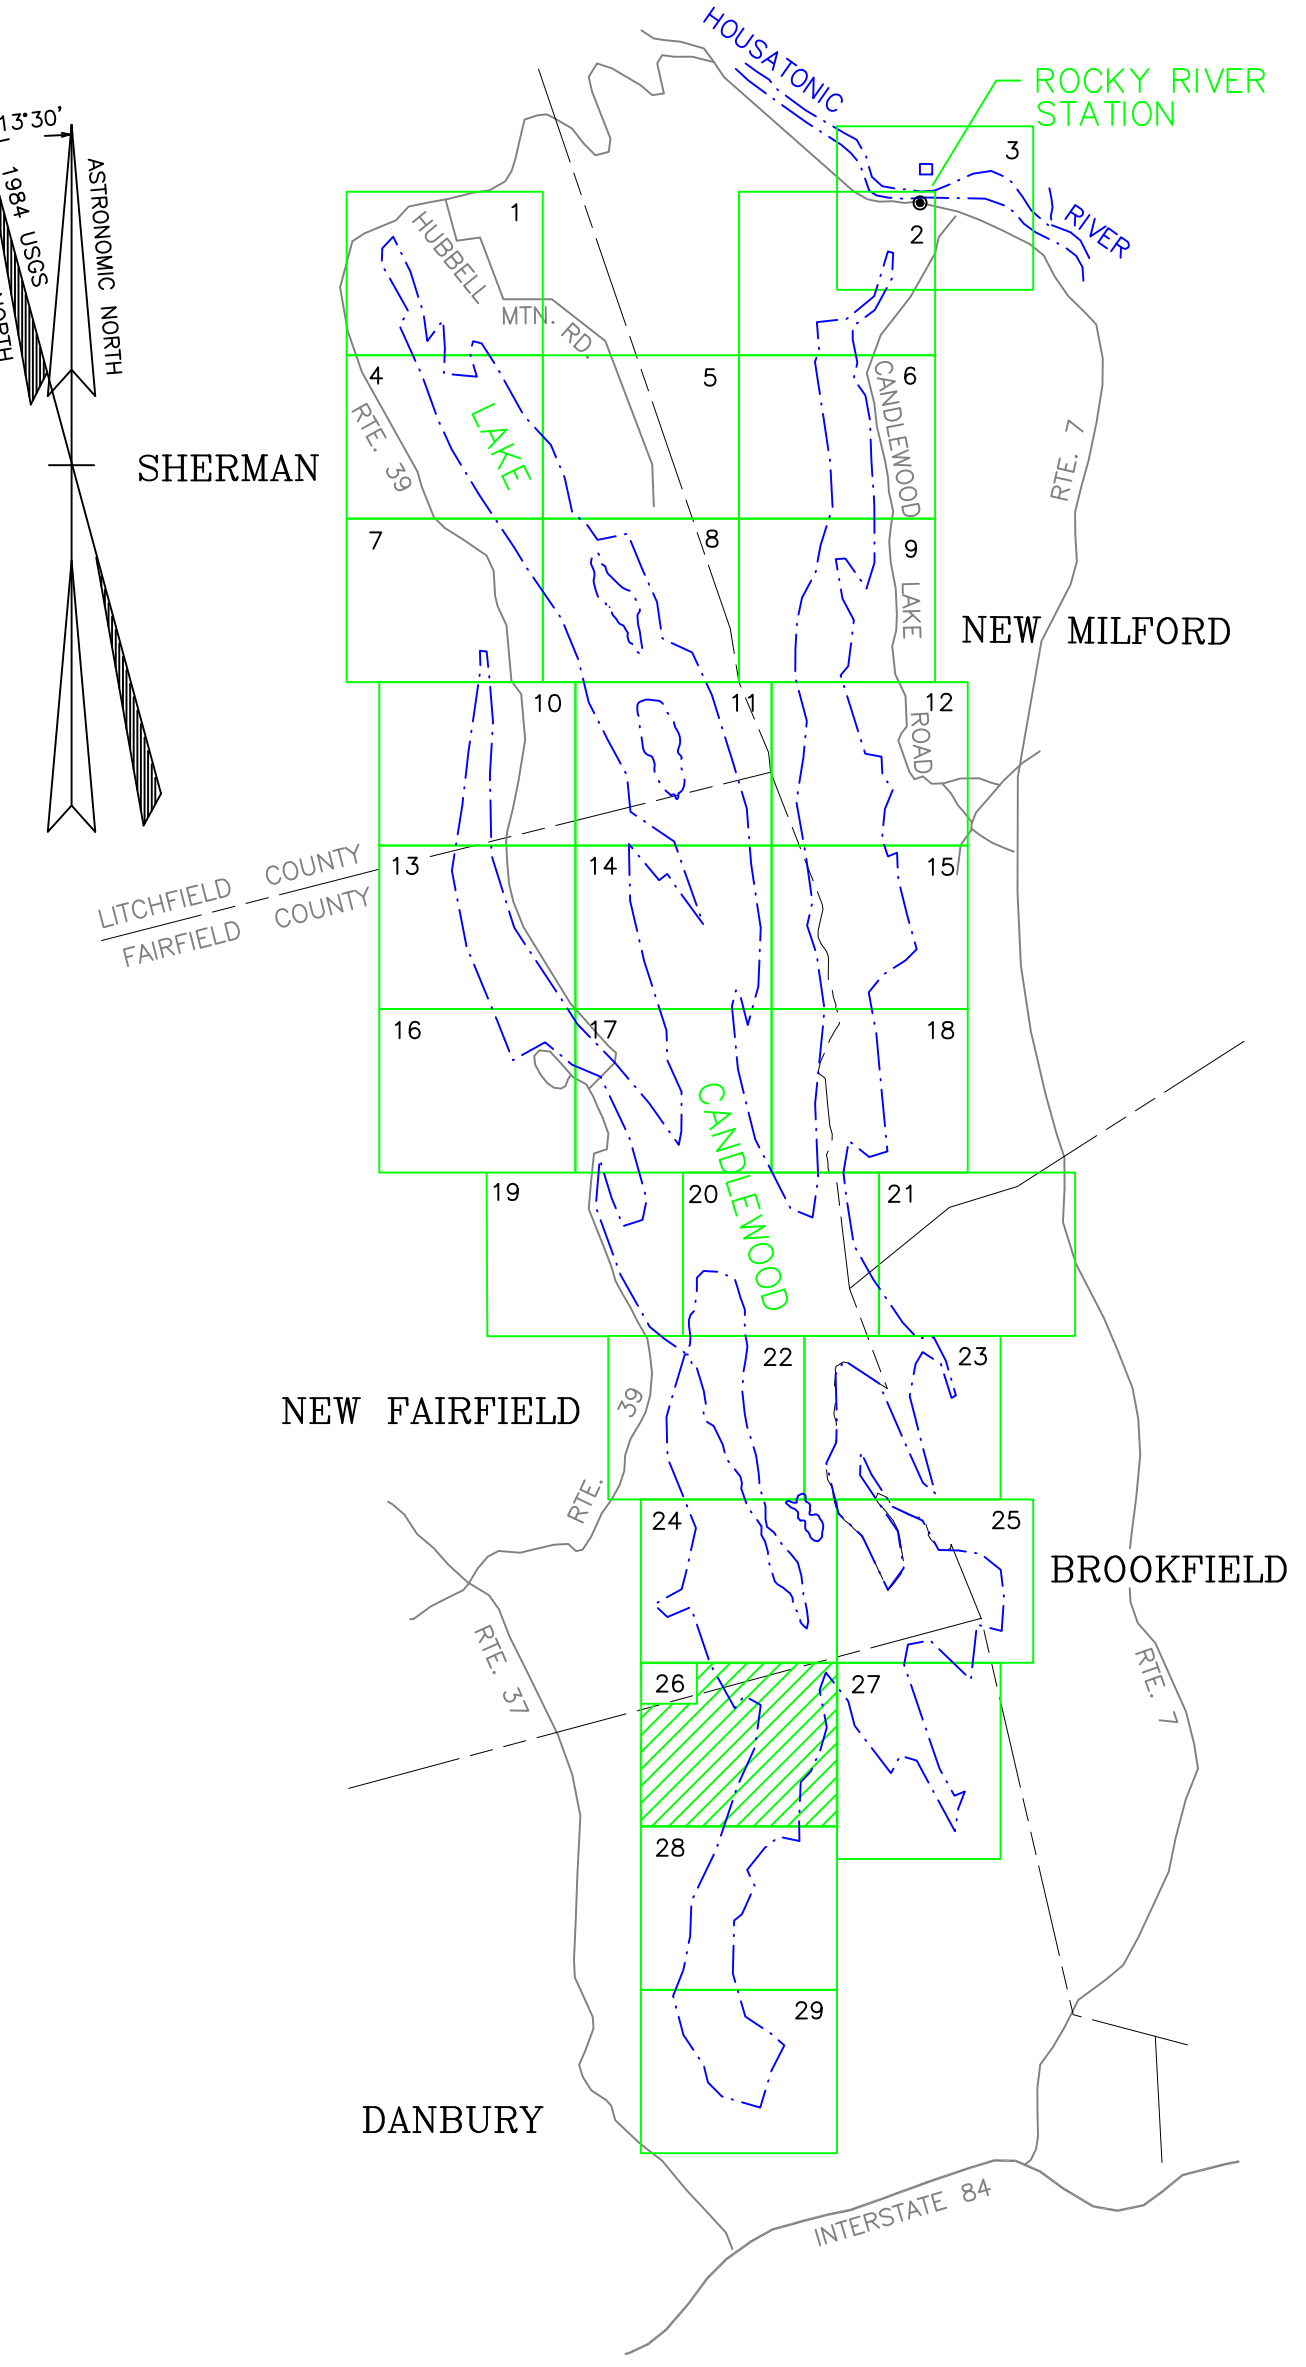 HOUSATONIC
ROCKY RIVER
STATION
RIVER
13°30'
ASTRONOMIC NORTH
1984 USGS
NORTH
1
2
3
HUBBELL
MTN. RD.
4
5
6
RTE. 39
LAKE
CANDLEWOOD
LAKE
ROAD
RTE. 7
SHERMAN
7
8
9
NEW MILFORD
10
11
12
LITCHFIELD COUNTY
FAIRFIELD COUNTY
13
14
15
16
17
18
CANDLEWOOD
19
20
21
22
23
NEW FAIRFIELD
RTE. 39
24
25
BROOKFIELD
RTE. 37
26
27
RTE. 7
28
29
DANBURY
INTERSTATE 84